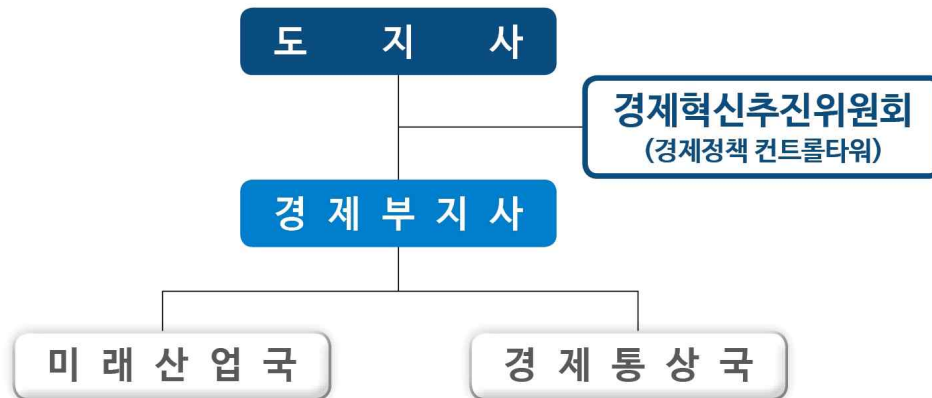 도 지 사
경제혁신추진위원회
(경제정책 컨트롤타워)
경 제 부 지 사
미 래 산 업 국
경 제 통 상 국